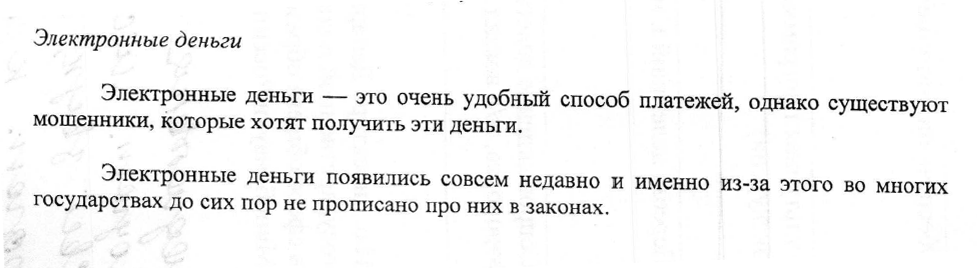 Электронные деньги
Электронные деньги — это очень удобный способ платежей, однако существуют
мошенники, которые хотят получить эти деньги.
Электронные деньги появились совсем недавно и именно из-за этого во многих
государствах до сих пор не прописано про них в законах.